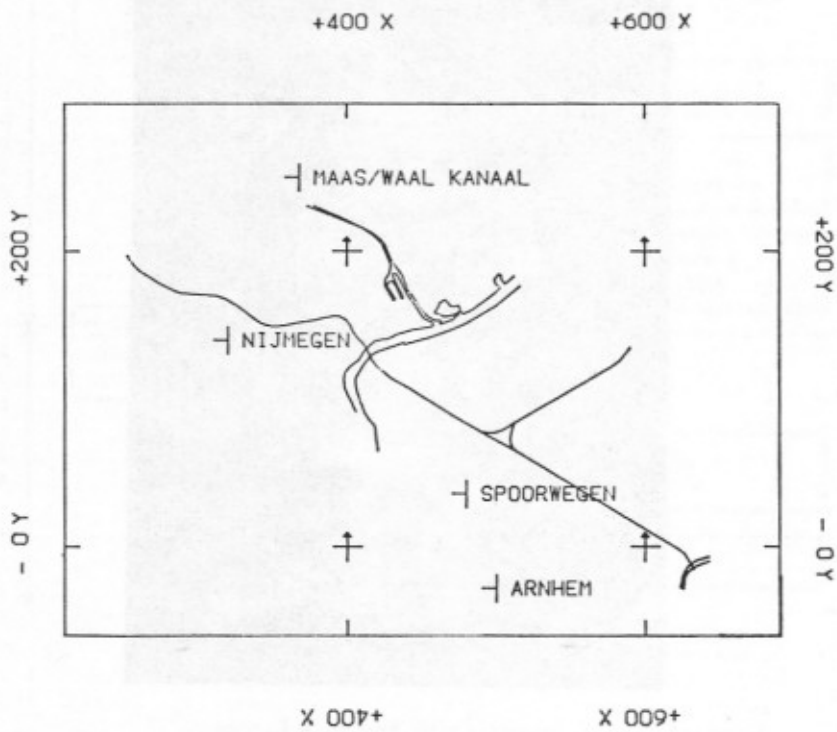 +400 X +600 X
MAAS/WAAL KANAAL
+200 Y +200 Y
NIJMEGEN
SPOORWEGEN
- 0 Y - 0 Y
ARNHEM
+400 X +600 X